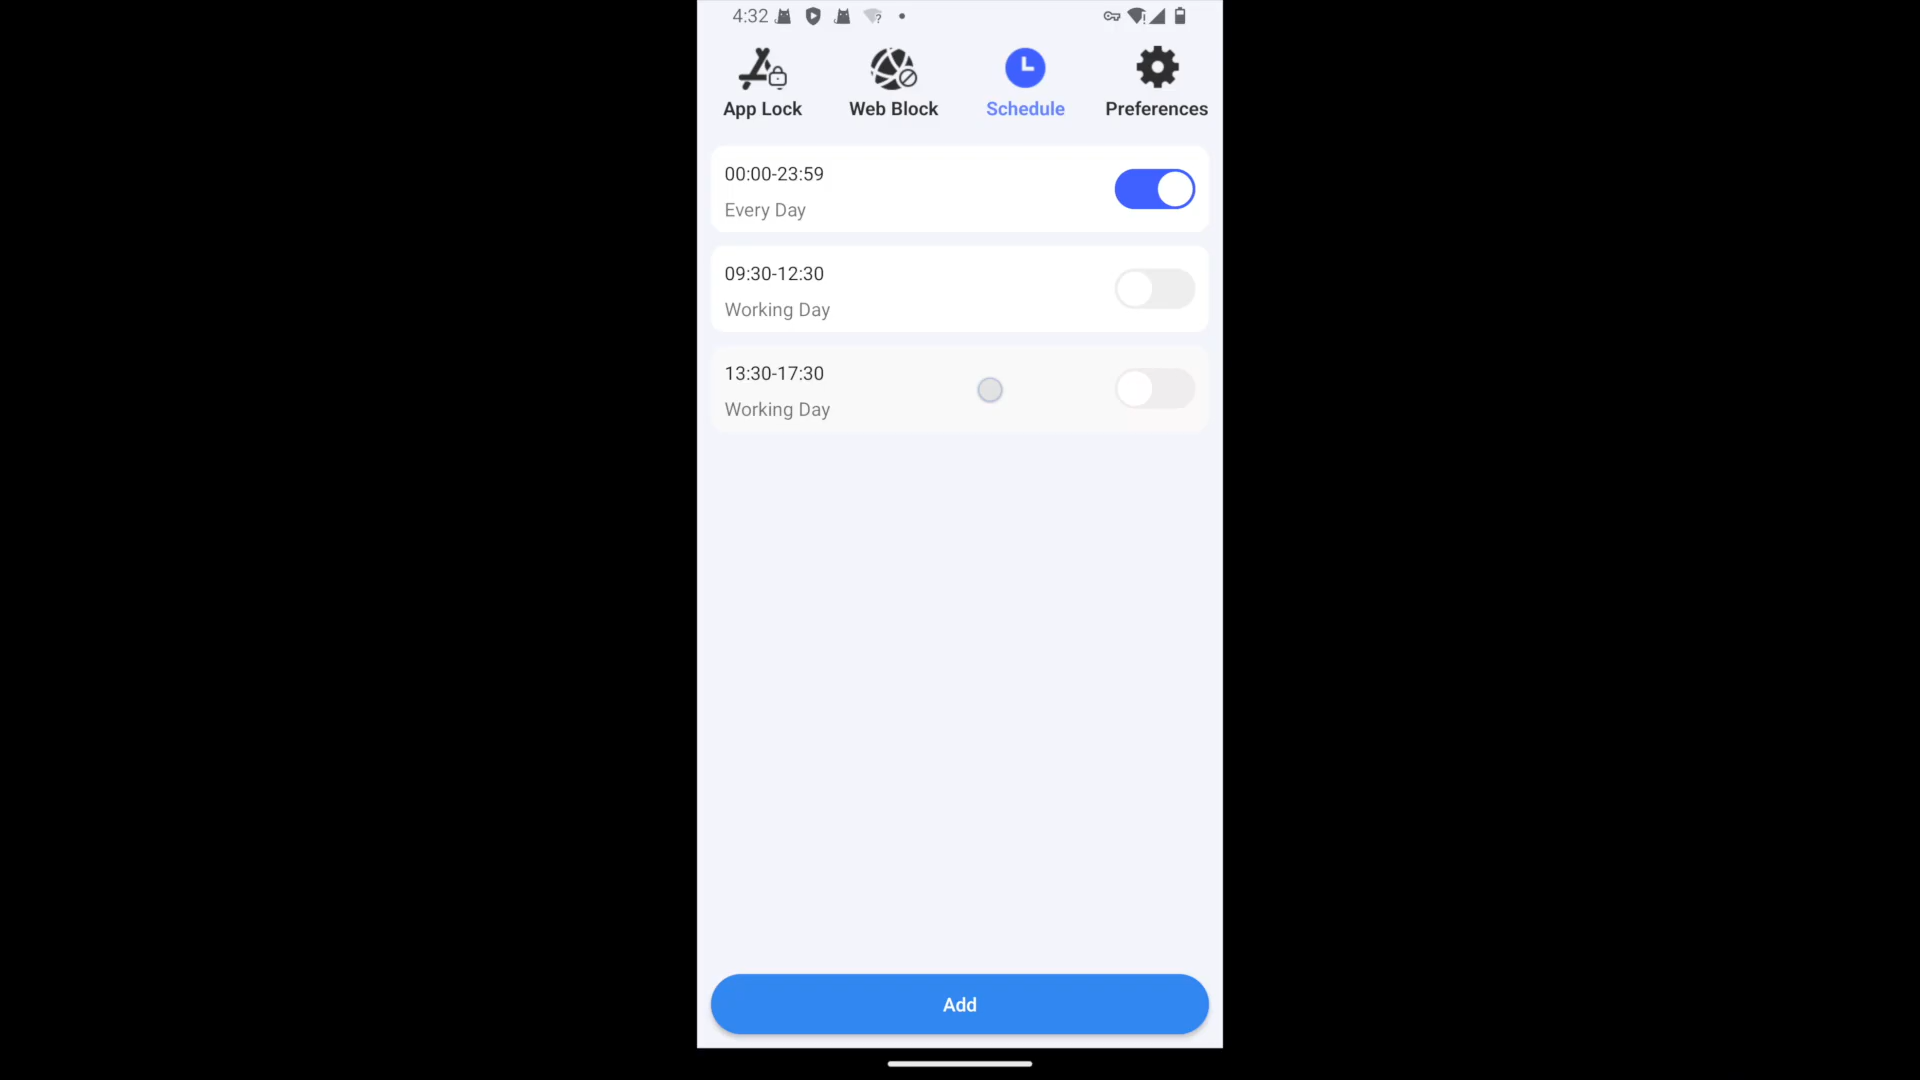 4:32
App Lock
Web Block
Schedule
Preferences
00:00-23:59
Every Day
09:30-12:30
Working Day
13:30-17:30
Working Day
Add